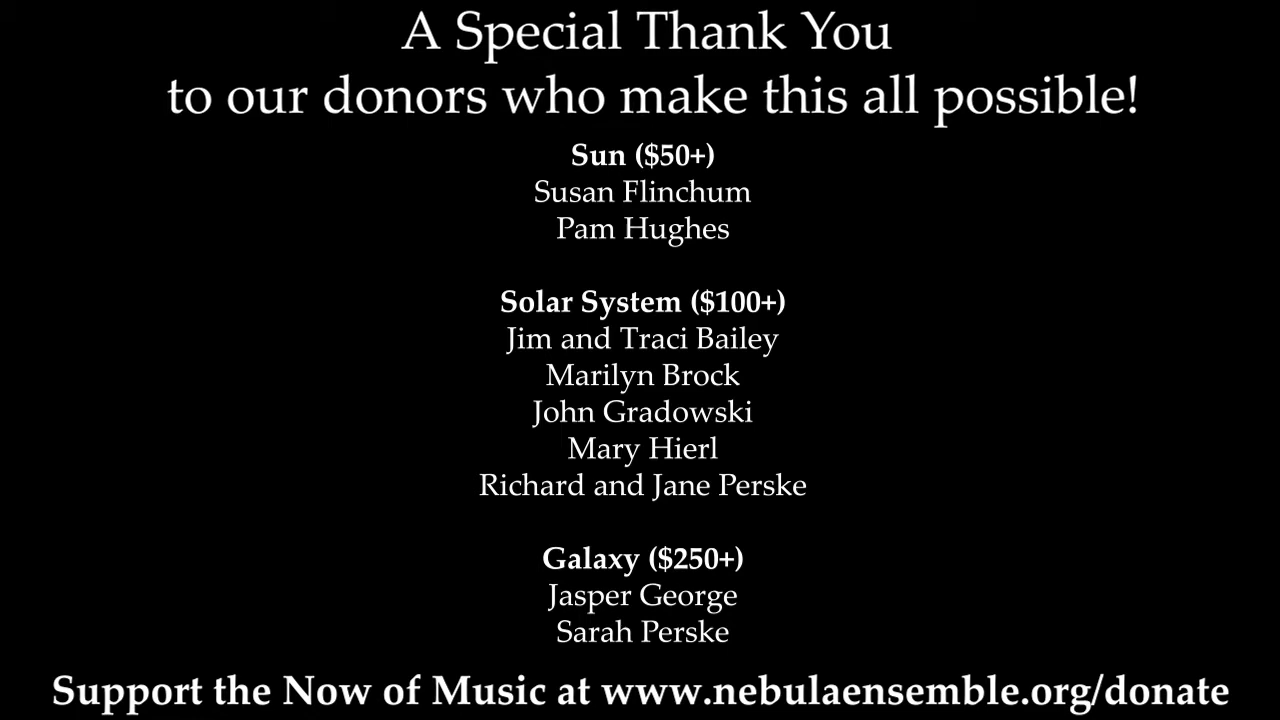 A Special Thank You
to our donors who make this all possible!
Sun ($50+)
Susan Flinchum
Pam Hughes
Solar System ($100+)
Jim and Traci Bailey
Marilyn Brock
John Gradowski
Mary Hierl
Richard and Jane Perske
Galaxy ($250+)
Jasper George
Sarah Perske
Support the Now of Music at www.nebulaensemble.org/donate